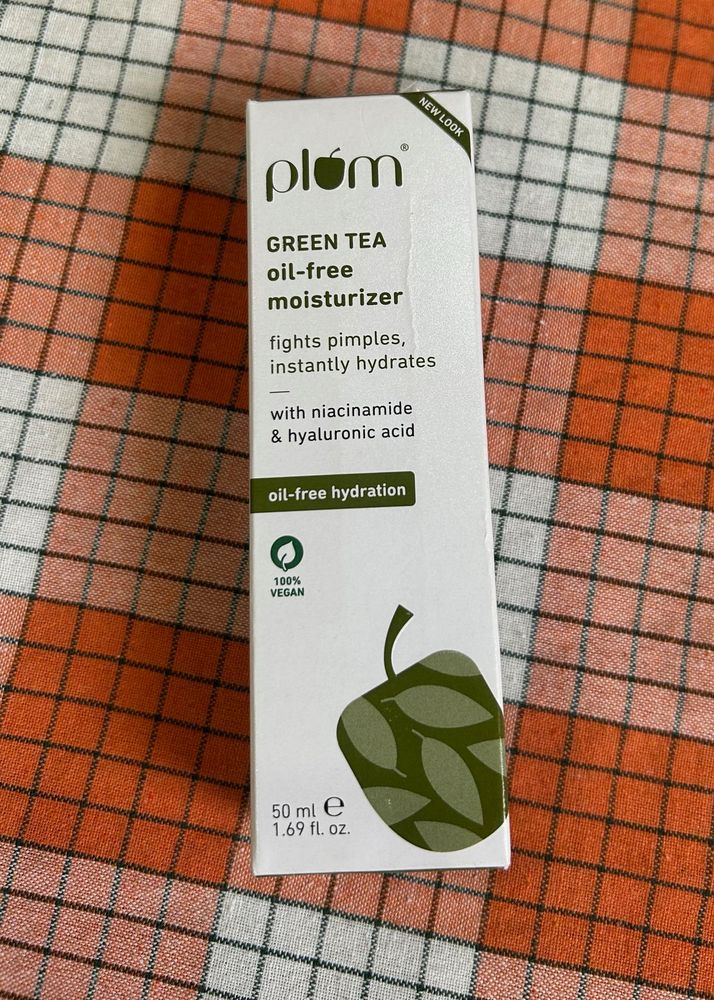 NEW LOOK
plum®
GREEN TEA
oil-free
moisturizer
fights pimples,
instantly hydrates
with niacinamide
& hyaluronic acid
oil-free hydration
100%
VEGAN
50 ml ℮
1.69 fl. oz.